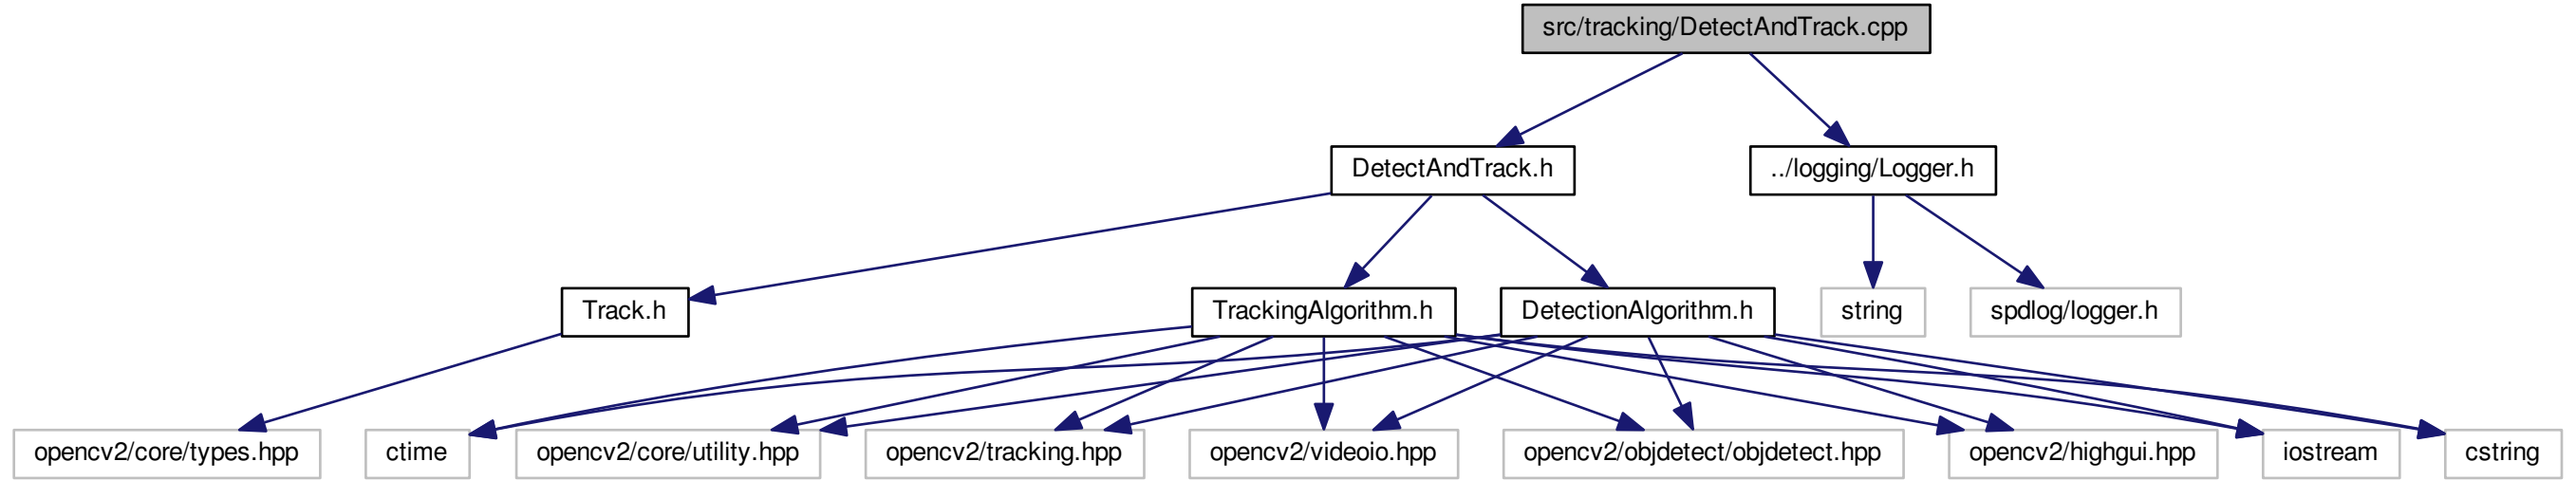 src/tracking/DetectAndTrack.cpp
DetectAndTrack.h
../logging/Logger.h
Track.h
TrackingAlgorithm.h
DetectionAlgorithm.h
string
spdlog/logger.h
opencv2/core/types.hpp
ctime
opencv2/core/utility.hpp
opencv2/tracking.hpp
opencv2/videoio.hpp
opencv2/objdetect/objdetect.hpp
opencv2/highgui.hpp
iostream
cstring